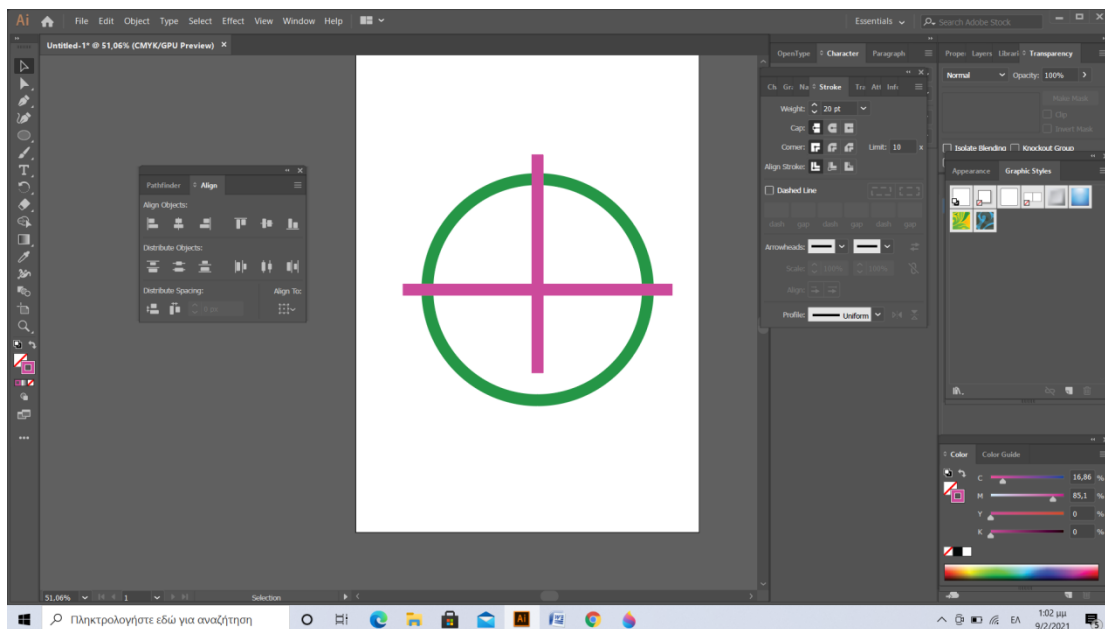 Ai File Edit Object Type Select Effect View Window Help Essentials Search Adobe Stock
Untitled-1* @ 51,06% (CMYK/GPU Preview) ×
OpenType Character Paragraph
Layers Transparency
Normal Opacity: 100%
Make Mask
Clip
Insert Mask
Isolate Blending Knockout Group
Stroke
Weight: 20 pt
Cap:
Corner: Limit: 10 x
Align Stroke:
Dashed Line
dash gap dash gap dash gap
Arrowheads:
Scale: 100% 100%
Align:
Profile: Uniform
Pathfinder Align
Align Objects:
Distribute Objects:
Distribute Spacing: Align To:
Appearance Graphic Styles
Color Color Guide
C 16,86 %
M 85,1 %
Y 0 %
K 0 %
51,06% 1 Selection
Πληκτρολογήστε εδώ για αναζήτηση
Ai
ΕΛ
1:02 μμ
9/2/2021
5